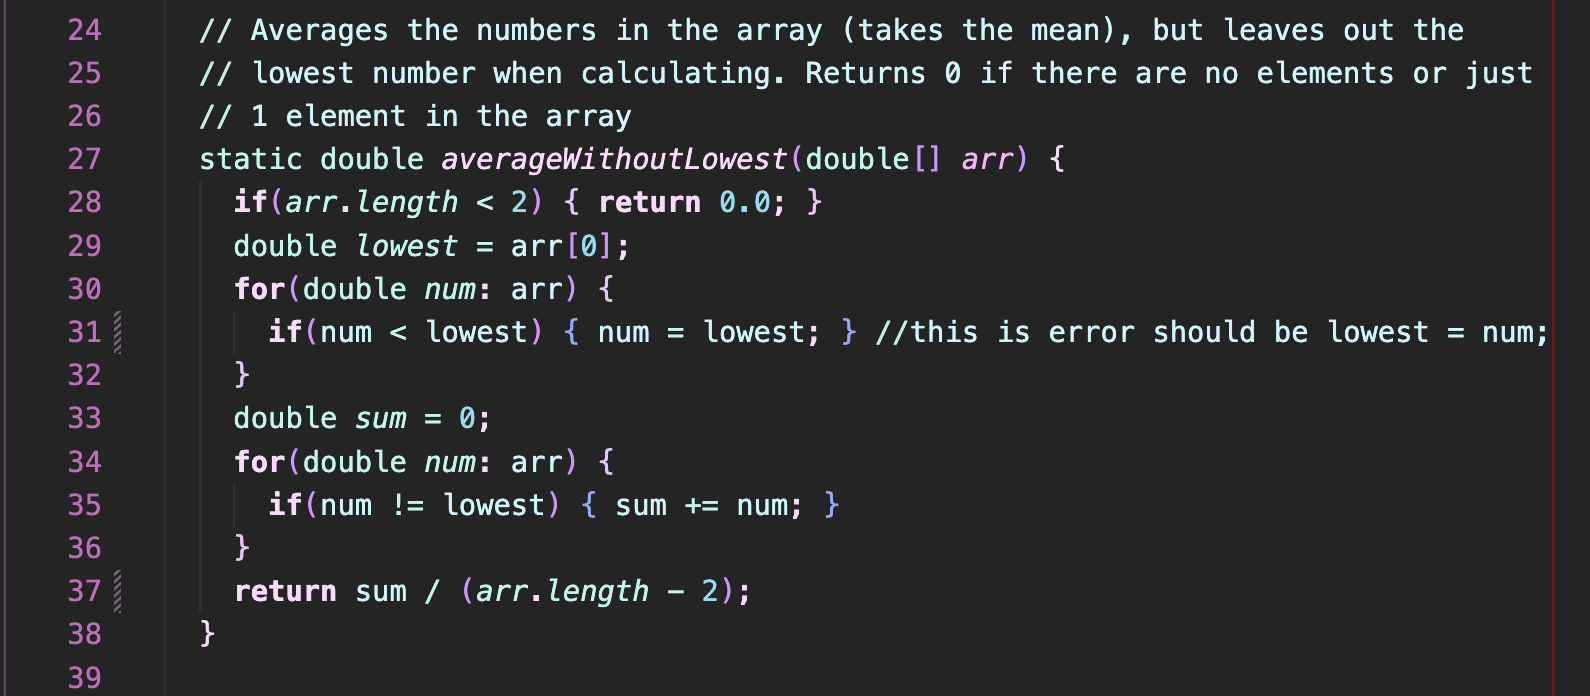 24 // Averages the numbers in the array (takes the mean), but leaves out the
25 // lowest number when calculating. Returns 0 if there are no elements or just
26 // 1 element in the array
27 static double averageWithoutLowest(double[] arr) {
28 if(arr.length < 2) { return 0.0; }
29 double lowest = arr[0];
30 for(double num: arr) {
31 if(num < lowest) { num = lowest; } //this is error should be lowest = num;
32 }
33 double sum = 0;
34 for(double num: arr) {
35 if(num != lowest) { sum += num; }
36 }
37 return sum / (arr.length - 2);
38 }
39